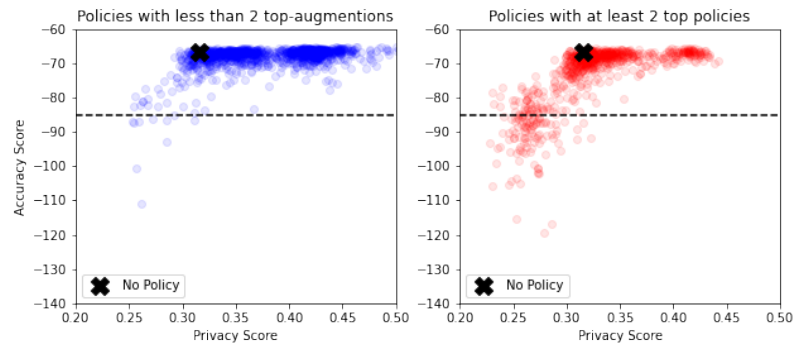 Policies with less than 2 top-augmentions
Policies with at least 2 top policies
Accuracy Score
−60
−70
−80
−90
−100
−110
−120
−130
−140
No Policy
0.20 0.25 0.30 0.35 0.40 0.45 0.50
Privacy Score
−60
−70
−80
−90
−100
−110
−120
−130
−140
No Policy
0.20 0.25 0.30 0.35 0.40 0.45 0.50
Privacy Score